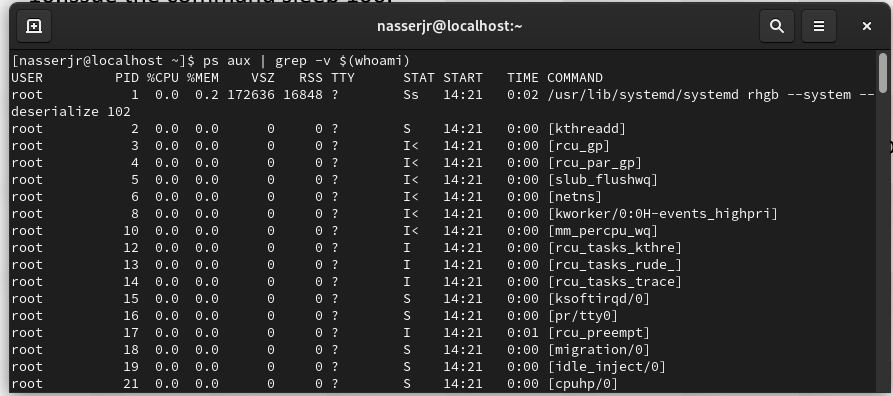 nasserjr@localhost:~
[nasserjr@localhost ~]$ ps aux | grep -v $(whoami)
USER PID %CPU %MEM VSZ RSS TTY STAT START TIME COMMAND
root 1 0.0 0.2 172636 16848 ? Ss 14:21 0:02 /usr/lib/systemd/systemd rhgb --system --
deserialize 102
root 2 0.0 0.0 0 0 ? S 14:21 0:00 [kthreadd]
root 3 0.0 0.0 0 0 ? I< 14:21 0:00 [rcu_gp]
root 4 0.0 0.0 0 0 ? I< 14:21 0:00 [rcu_par_gp]
root 5 0.0 0.0 0 0 ? I< 14:21 0:00 [slub_flushwq]
root 6 0.0 0.0 0 0 ? I< 14:21 0:00 [netns]
root 8 0.0 0.0 0 0 ? I< 14:21 0:00 [kworker/0:0H-events_highpri]
root 10 0.0 0.0 0 0 ? I< 14:21 0:00 [mm_percpu_wq]
root 12 0.0 0.0 0 0 ? I 14:21 0:00 [rcu_tasks_kthre]
root 13 0.0 0.0 0 0 ? I 14:21 0:00 [rcu_tasks_rude_]
root 14 0.0 0.0 0 0 ? I 14:21 0:00 [rcu_tasks_trace]
root 15 0.0 0.0 0 0 ? S 14:21 0:00 [ksoftirqd/0]
root 16 0.0 0.0 0 0 ? S 14:21 0:00 [pr/tty0]
root 17 0.0 0.0 0 0 ? I 14:21 0:01 [rcu_preempt]
root 18 0.0 0.0 0 0 ? S 14:21 0:00 [migration/0]
root 19 0.0 0.0 0 0 ? S 14:21 0:00 [idle_inject/0]
root 21 0.0 0.0 0 0 ? S 14:21 0:00 [cpuhp/0]